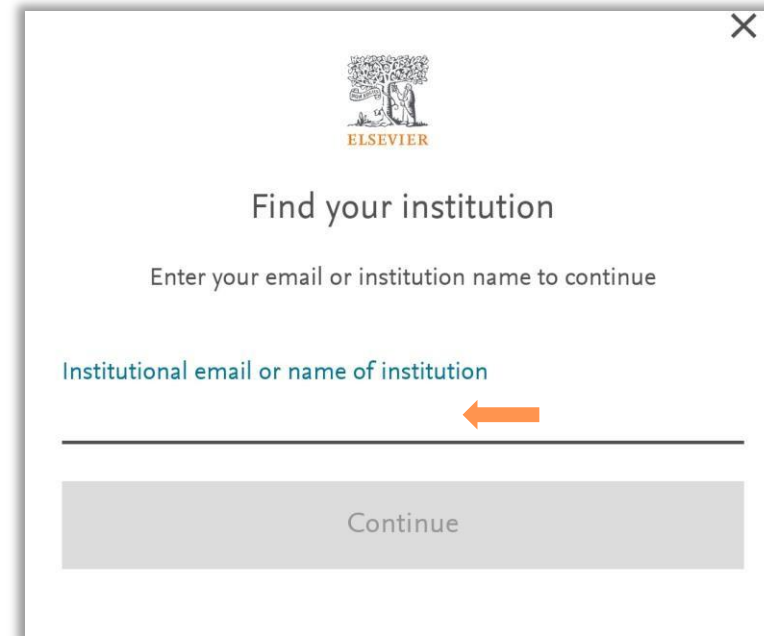 ELSEVIER
Find your institution
Enter your email or institution name to continue
Institutional email or name of institution
Continue